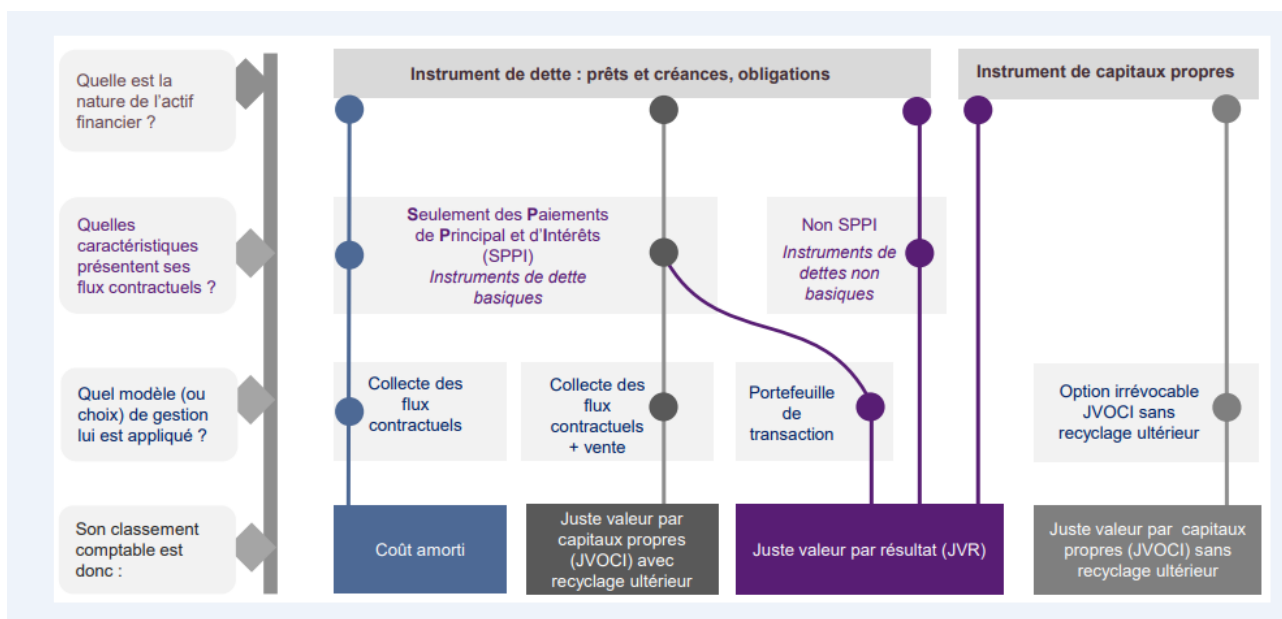 Quelle est la
nature de l'actif
financier ?
Instrument de dette : prêts et créances, obligations
Instrument de capitaux propres
Quelles
caractéristiques
présentent ses
flux contractuels ?
Seulement des Paiements
de Principal et d'Intérêts
(SPPI)
Instruments de dette
basiques
Non SPPI
Instruments de
dettes non
basiques
Quel modèle (ou
choix) de gestion
lui est appliqué ?
Collecte des
flux
contractuels
Collecte des
flux
contractuels
+ vente
Portefeuille
de
transaction
Option irrévocable
JVOCI sans
recyclage ultérieur
Son classement
comptable est
donc :
Coût amorti
Juste valeur par
capitaux propres
(JVOCI) avec
recyclage ultérieur
Juste valeur par résultat (JVR)
Juste valeur par capitaux
propres (JVOCI) sans
recyclage ultérieur